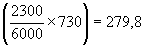 (2300/6000 × 730) = 279,8